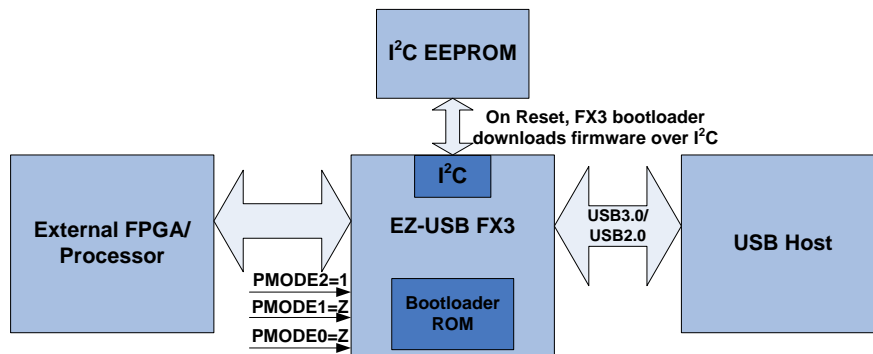 I²C EEPROM
On Reset, FX3 bootloader
downloads firmware over I²C
I²C
External FPGA/
Processor
EZ-USB FX3
USB3.0/
USB2.0
USB Host
PMODE2=1
PMODE1=Z
PMODE0=Z
Bootloader
ROM